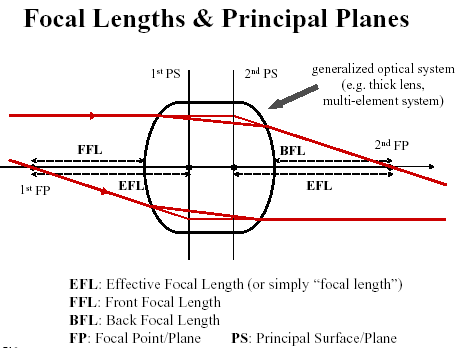 Focal Lengths & Principal Planes
1st PS
2nd PS
generalized optical system
(e.g. thick lens,
multi-element system)
FFL
BFL
2nd FP
1st FP
EFL
EFL
EFL: Effective Focal Length (or simply “focal length”)
FFL: Front Focal Length
BFL: Back Focal Length
FP: Focal Point/Plane PS: Principal Surface/Plane